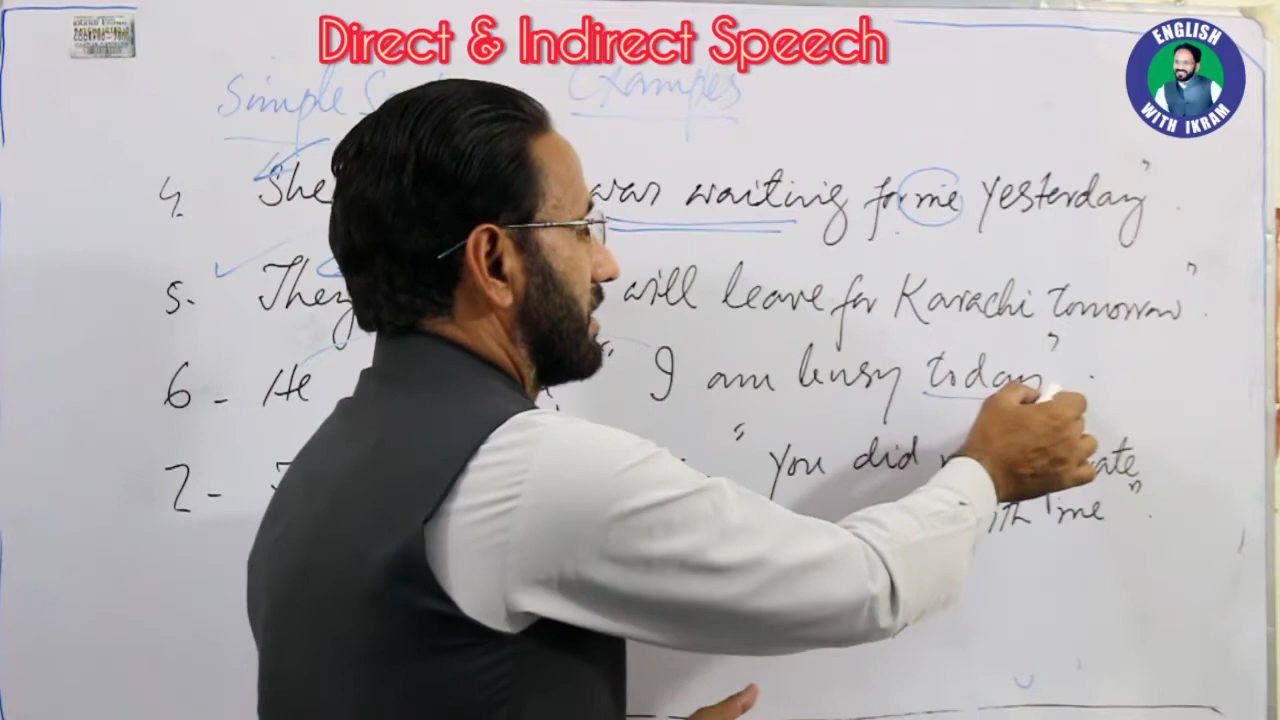 Direct & Indirect Speech
ENGLISH
WITH IKRAM
Simple Examples
4. She was waiting for me yesterday"
5. They will leave for Karachi tomorrow".
6 - He " I am busy today".
7 - " You did
me".